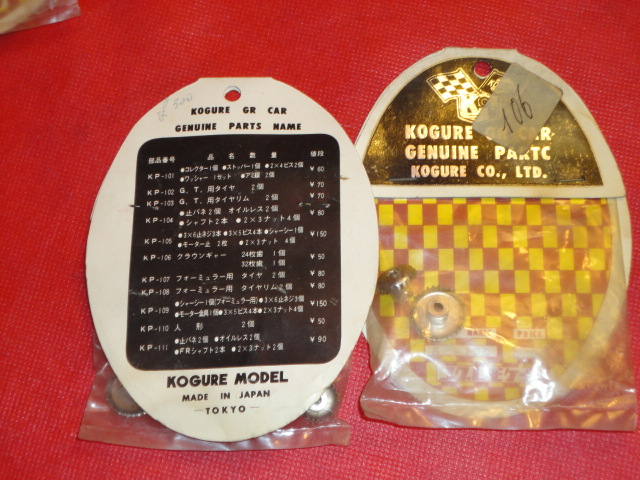 KOGURE GR CAR
GENUINE PARTS NAME
部品番号 品名数量 値段
KP-101 ●コレクター1個 ●ストッパー1個 ●2×4ビス2個 ¥60
●ワッシャー 1セット ●アミ線 2個
KP-102 G.T.用タイヤ 2個 ¥70
KP-103 G.T.用タイヤリム 2個 ¥70
KP-104 ●止バネ2個 オイルレス2個 ¥80
●シャフト2本 ●2×3ナット4個
KP-105 ●3×6止ネジ3本 ●3×5ビス4本 ●シャーシー1個 ¥150
●モーター止 2枚 ●2×3ナット 4個
KP-106 クラウンギャー 24枚歯 1個 ¥50
32枚歯 1個
KP-107 フォーミュラー用 タイヤ 2個 ¥80
KP-108 フォーミュラー用 タイヤリム2個 ¥80
KP-109 ●シャーシー1個(フォーミュラー用) ●3×6止ネジ3個 ¥150
●モーター金具1個 ●3×5ビス4本 ●2×3ナット4個
KP-110 人形 2個 ¥50
KP-111 ●止バネ2個 ●オイルレス2個 ¥90
●FRシャフト2本 ●2×3ナット2個
KOGURE MODEL
MADE IN JAPAN
—TOKYO—
106
KOGURE GR CAR
GENUINE PARTC
KOGURE CO., LTD.
PRICE